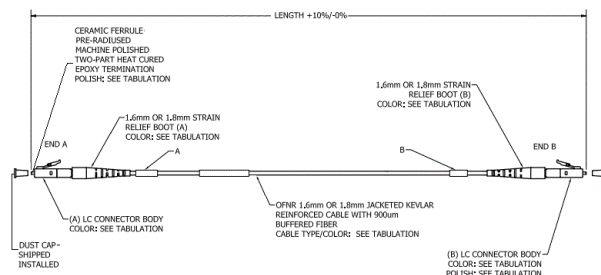 LENGTH +10%/-0%
CERAMIC FERRULE
PRE-RADIUSED
MACHINE POLISHED
TWO-PART HEAT CURED
EPOXY TERMINATION
POLISH: SEE TABULATION
1.6mm OR 1.8mm STRAIN
RELIEF BOOT (A)
COLOR: SEE TABULATION
1.6mm OR 1.8mm STRAIN
RELIEF BOOT (B)
COLOR: SEE TABULATION
END A
A
B
END B
(A) LC CONNECTOR BODY
COLOR: SEE TABULATION
OFNR 1.6mm OR 1.8mm JACKETED KEVLAR
REINFORCED CABLE WITH 900um
BUFFERED FIBER
CABLE TYPE/COLOR: SEE TABULATION
DUST CAP-
SHIPPED
INSTALLED
(B) LC CONNECTOR BODY
COLOR: SEE TABULATION
POLISH: SEE TABULATION